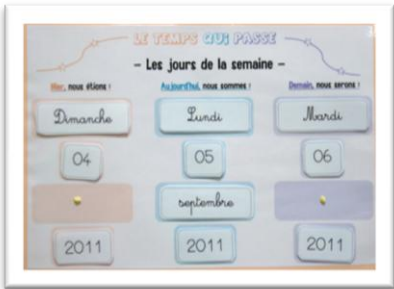 LE TEMPS QUI PASSE
- Les jours de la semaine -
Hier, nous étions : Aujourd'hui, nous sommes : Demain, nous serons :
Dimanche Lundi Mardi
04 05 06
septembre
2011 2011 2011